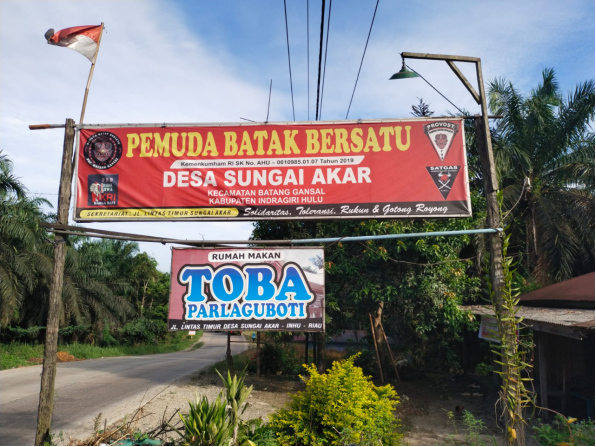 PEMUDA BATAK BERSATU
Kemenkumham RI SK No. AHU - 0010985.01.07 Tahun 2019
DESA SUNGAI AKAR
KECAMATAN BATANG GANSAL
KABUPATEN INDRAGIRI HULU
SEKRETARIAT: JL. LINTAS TIMUR SUNGAI AKAR
Solidaritas, Toleransi, Rukun & Gotong Royong
PROVOST
SATGAS
NKRI
RUMAH MAKAN
TOBA
PARLAGUBOTI
JL. LINTAS TIMUR DESA SUNGAI AKAR - INHU - RIAU